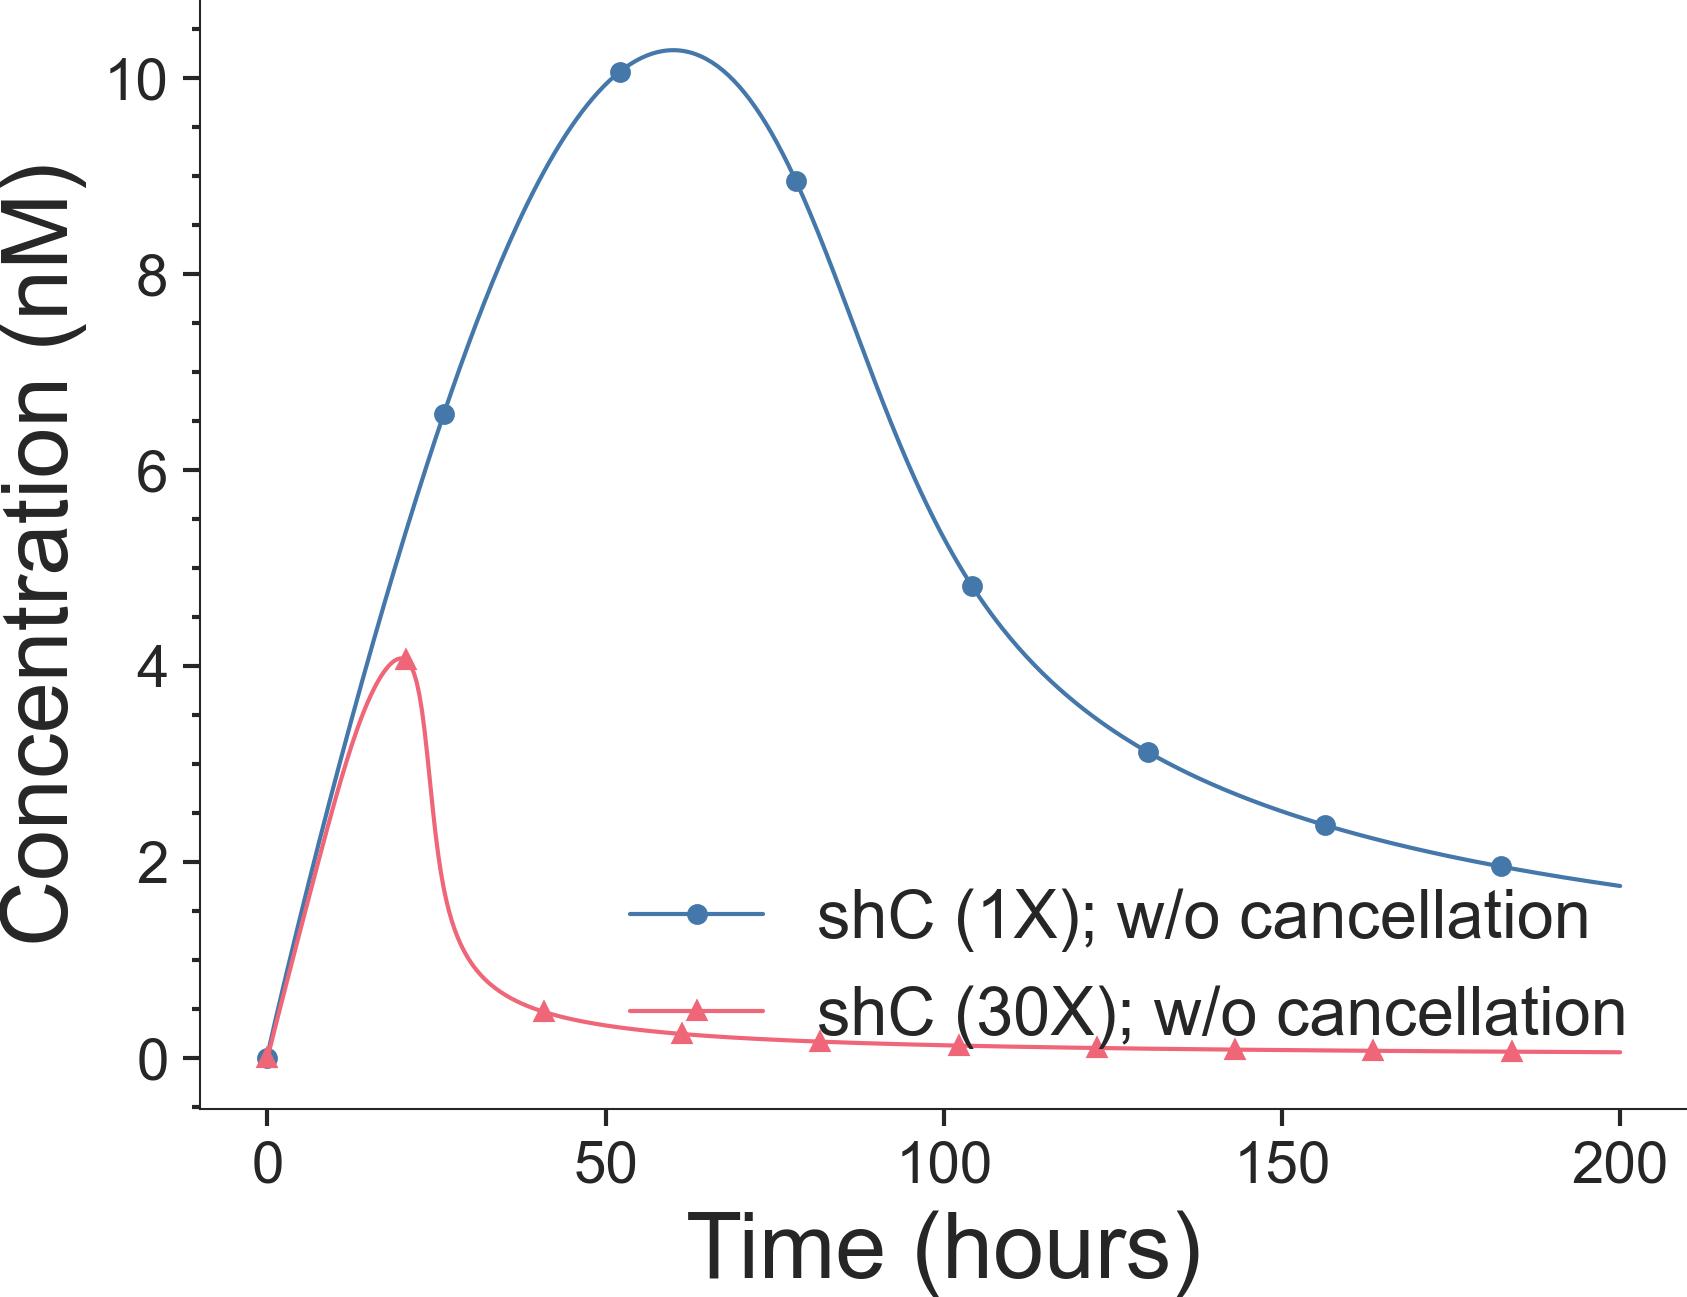 Concentration (nM)
10
8
6
4
2
0
shC (1X); w/o cancellation
shC (30X); w/o cancellation
0 50 100 150 200
Time (hours)